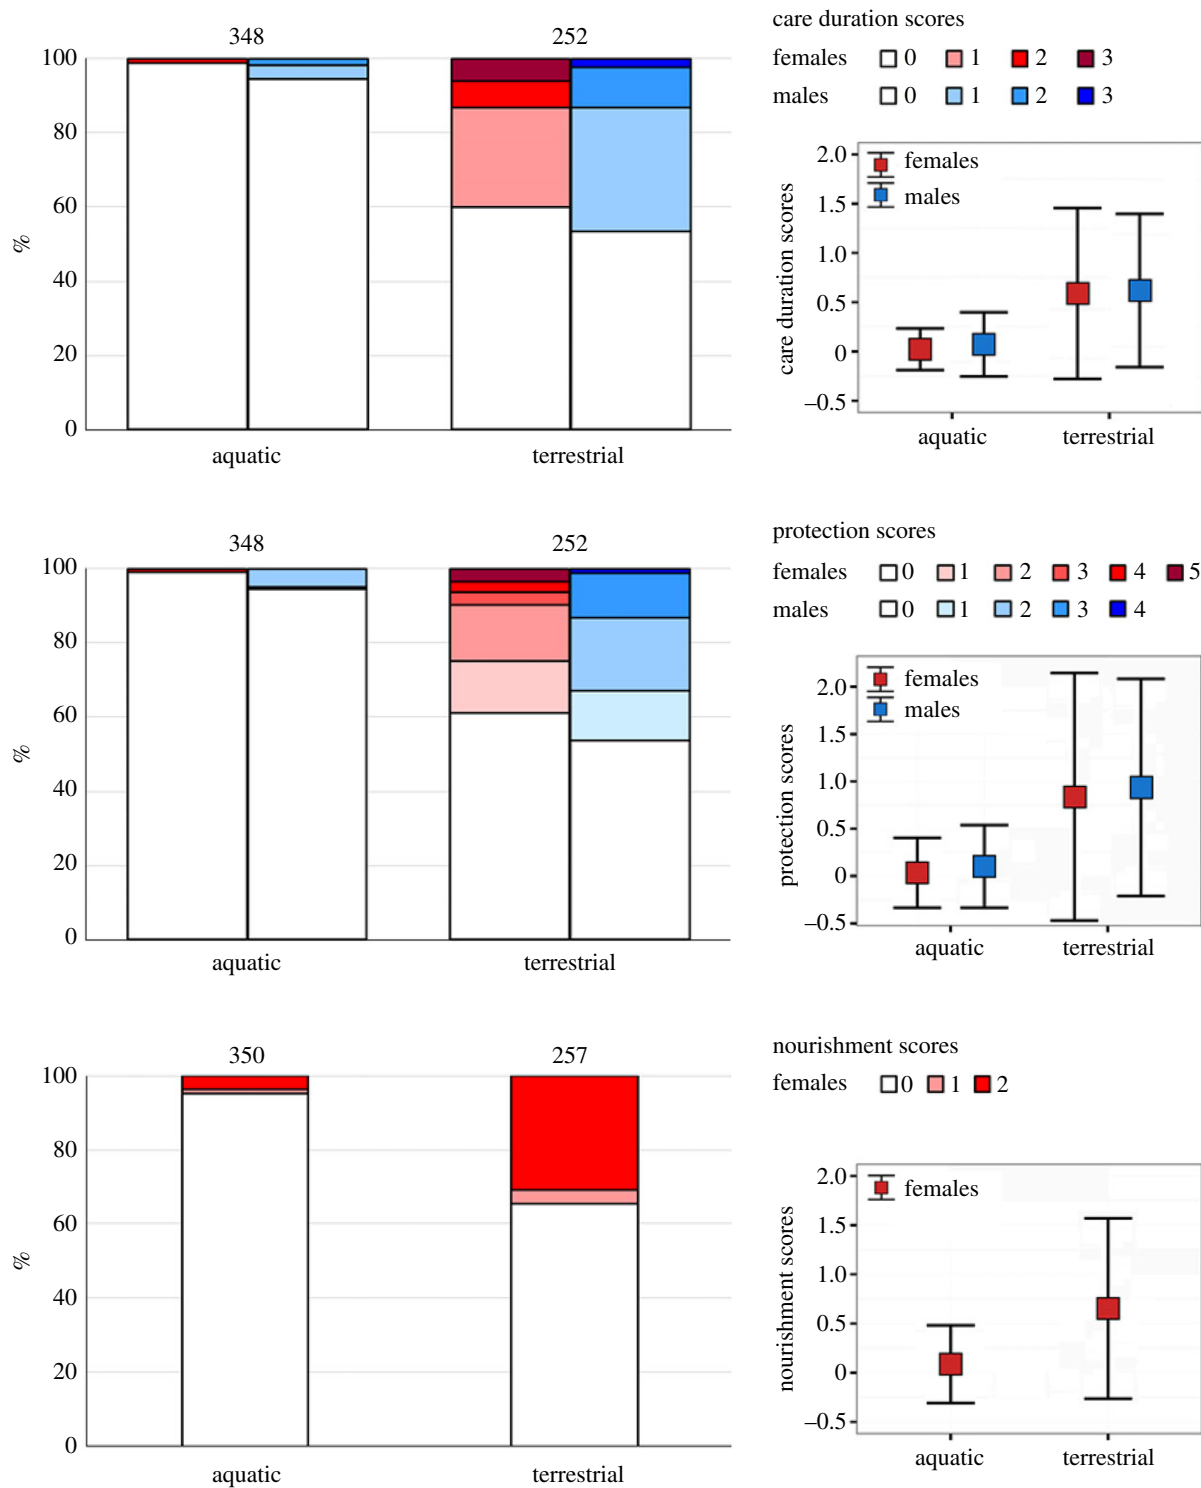 348 252
100
80
60
40
20
0
%
aquatic terrestrial
care duration scores
females 0 1 2 3
males 0 1 2 3
females
males
2.0
1.5
1.0
0.5
0
–0.5
care duration scores
aquatic terrestrial
348 252
100
80
60
40
20
0
%
aquatic terrestrial
protection scores
females 0 1 2 3 4 5
males 0 1 2 3 4
females
males
2.0
1.5
1.0
0.5
0
–0.5
protection scores
aquatic terrestrial
350 257
100
80
60
40
20
0
%
aquatic terrestrial
nourishment scores
females 0 1 2
females
2.0
1.5
1.0
0.5
0
–0.5
nourishment scores
aquatic terrestrial